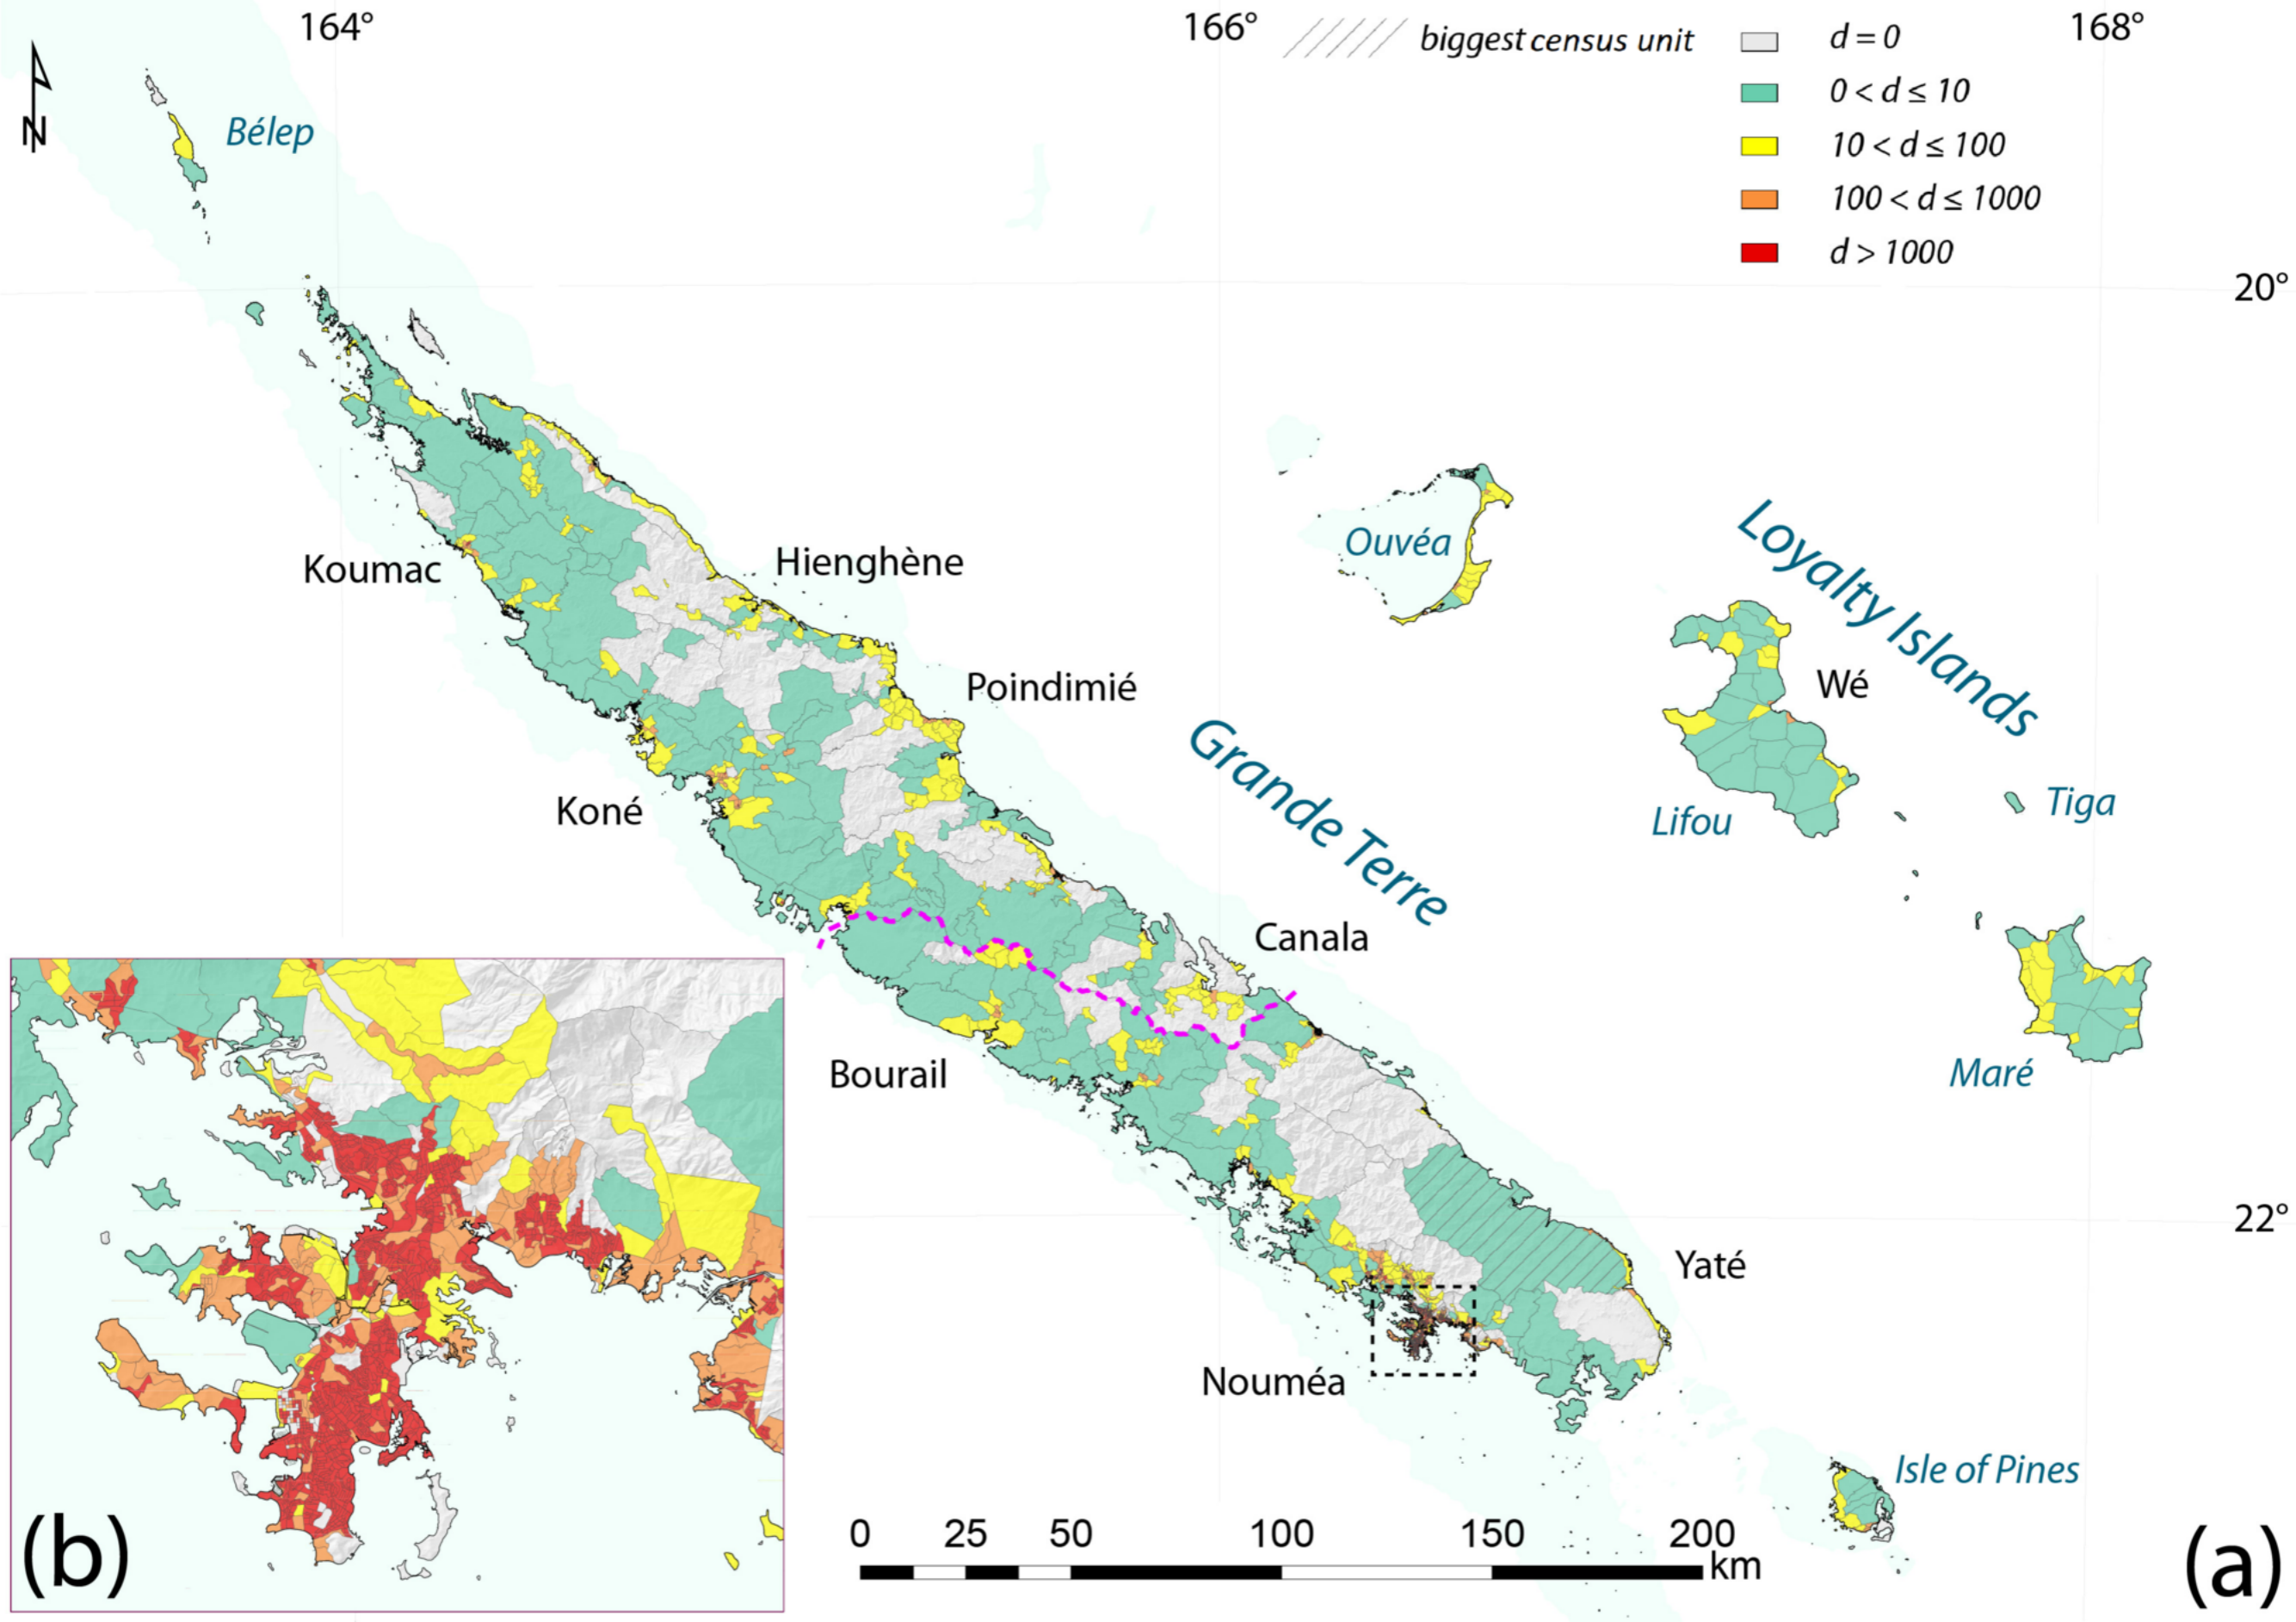 164°
166°
168°
biggest census unit
d = 0
0 < d ≤ 10
10 < d ≤ 100
100 < d ≤ 1000
d > 1000
N
Bélep
20°
Ouvéa
Loyalty Islands
Koumac
Hienghène
Poindimié
Wé
Grande Terre
Koné
Lifou
Tiga
Canala
Bourail
Maré
22°
Yaté
Nouméa
Isle of Pines
0 25 50 100 150 200
km
(b)
(a)